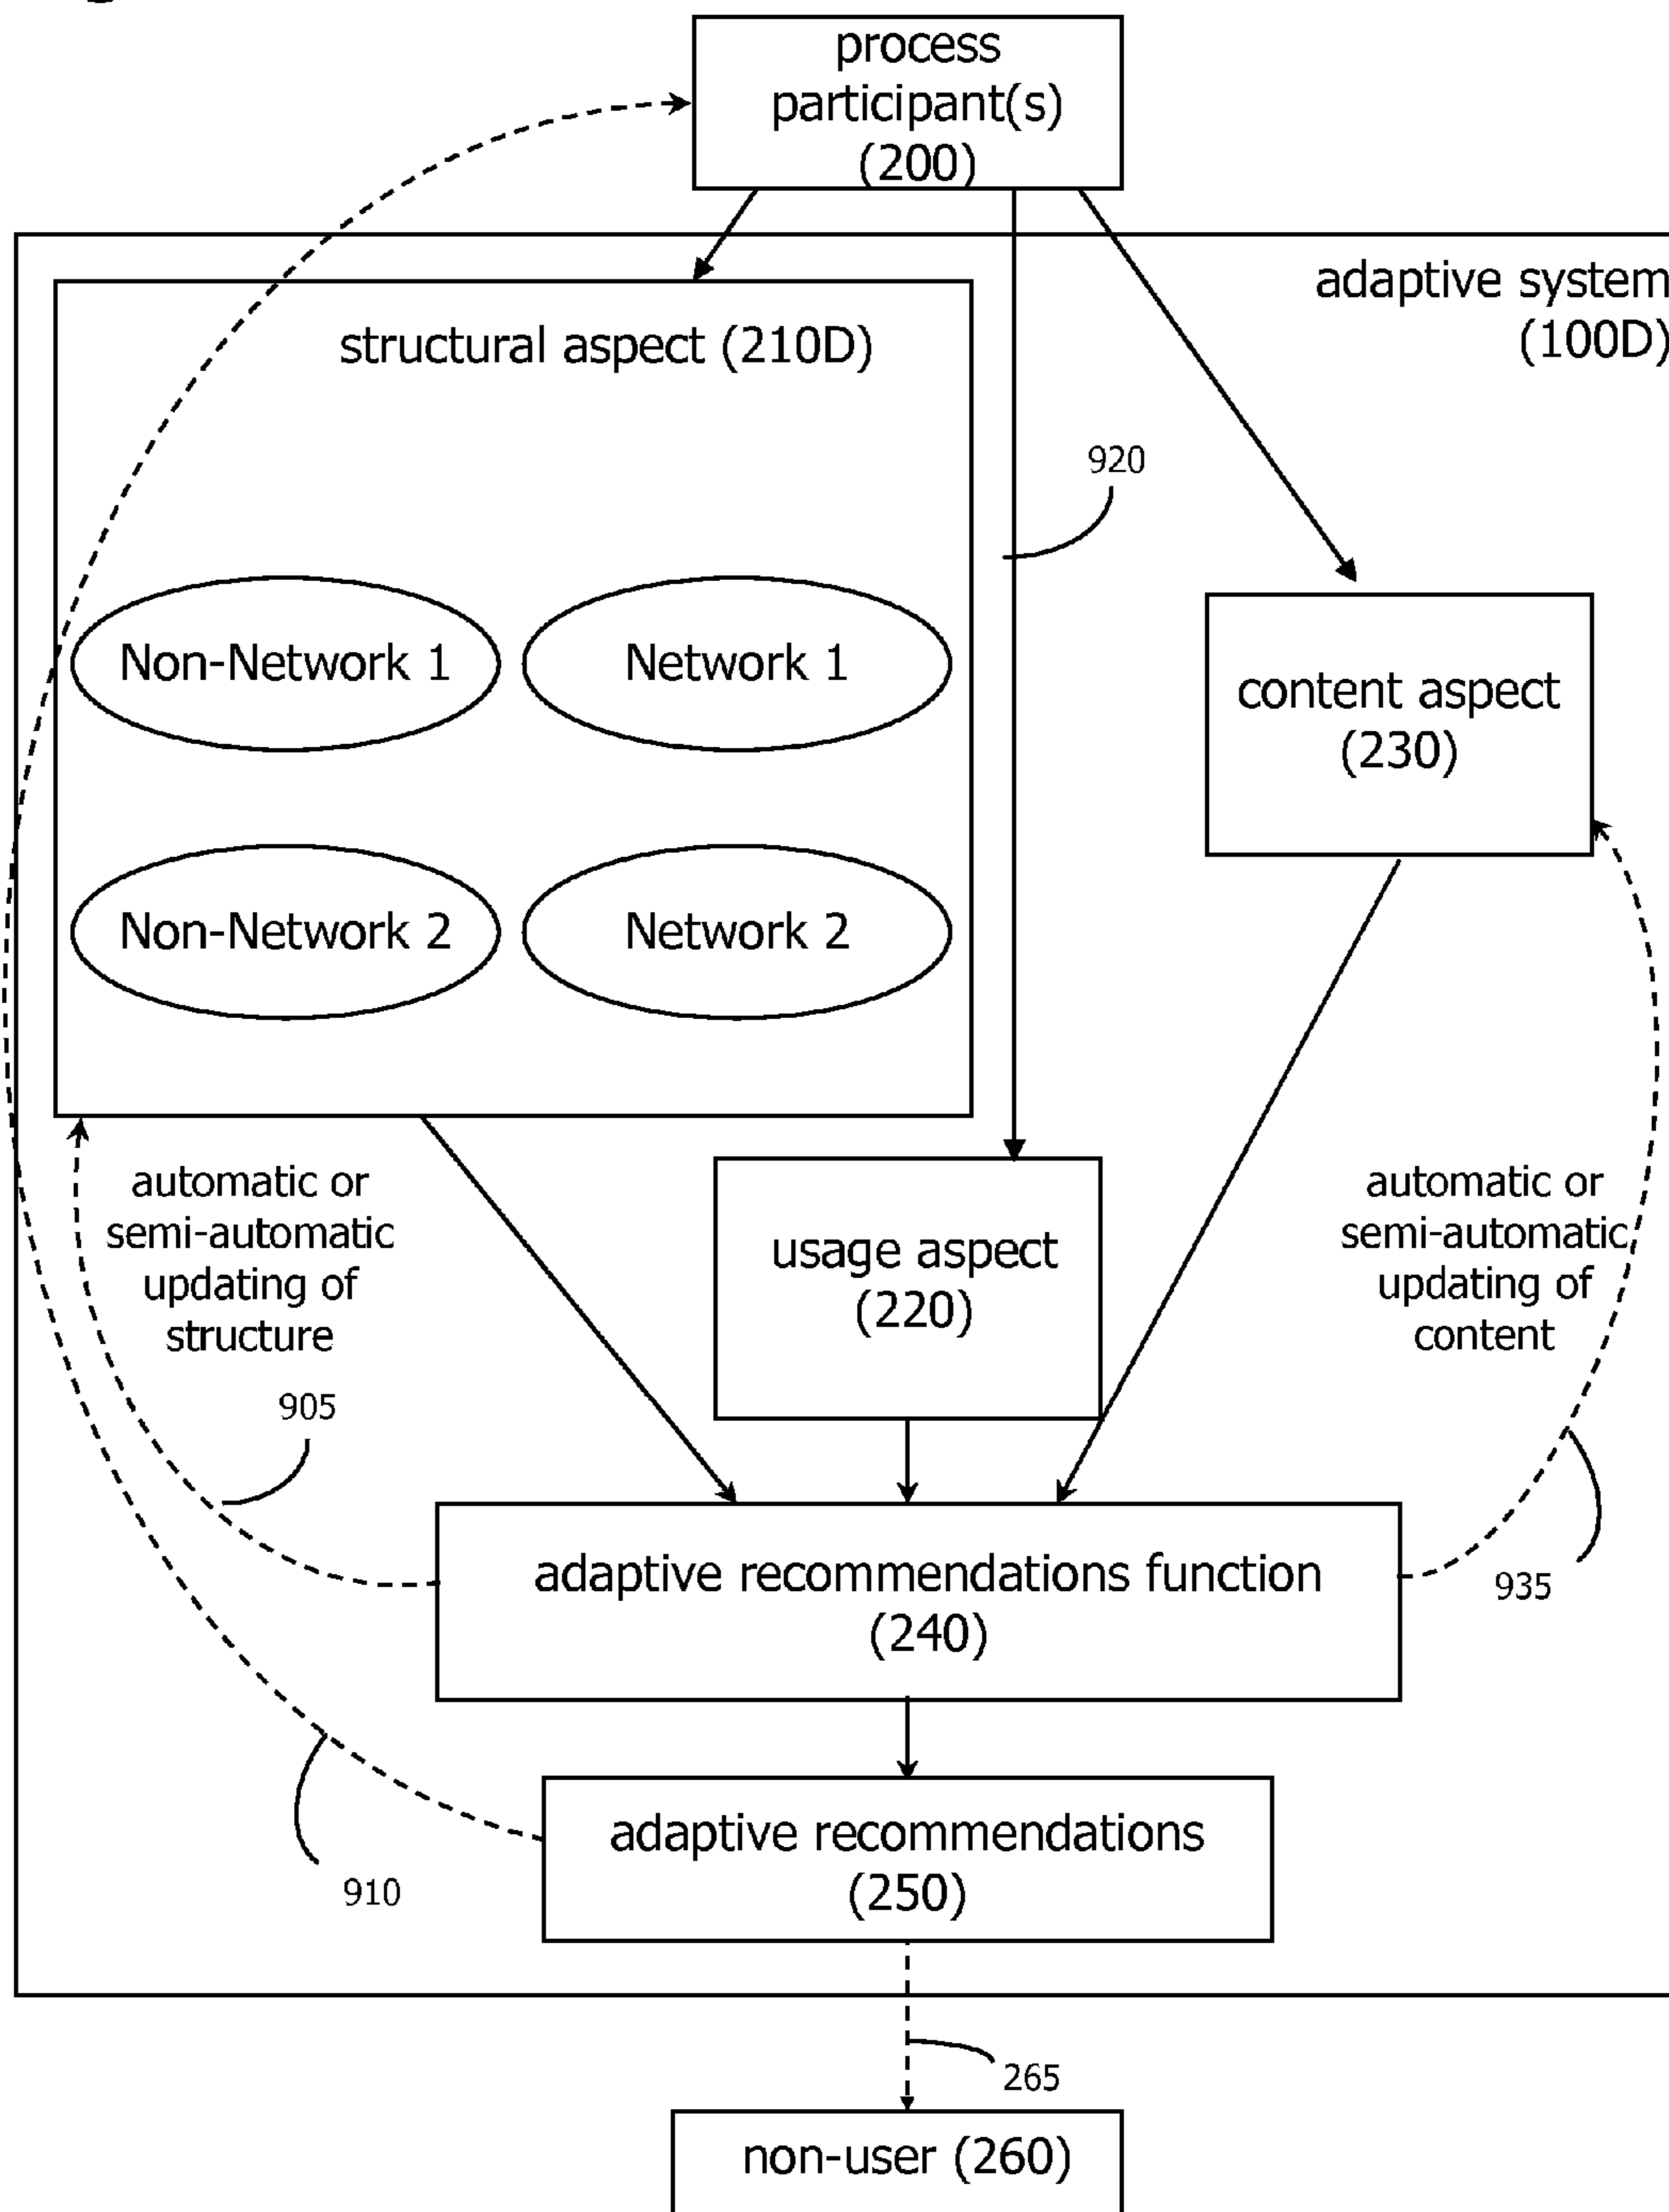 process
participant(s)
(200)
adaptive system
(100D)
structural aspect (210D)
920
Non-Network 1
Network 1
content aspect
(230)
Non-Network 2
Network 2
automatic or
semi-automatic
updating of
structure
usage aspect
(220)
automatic or
semi-automatic
updating of
content
905
adaptive recommendations function
(240)
935
adaptive recommendations
(250)
910
265
non-user (260)